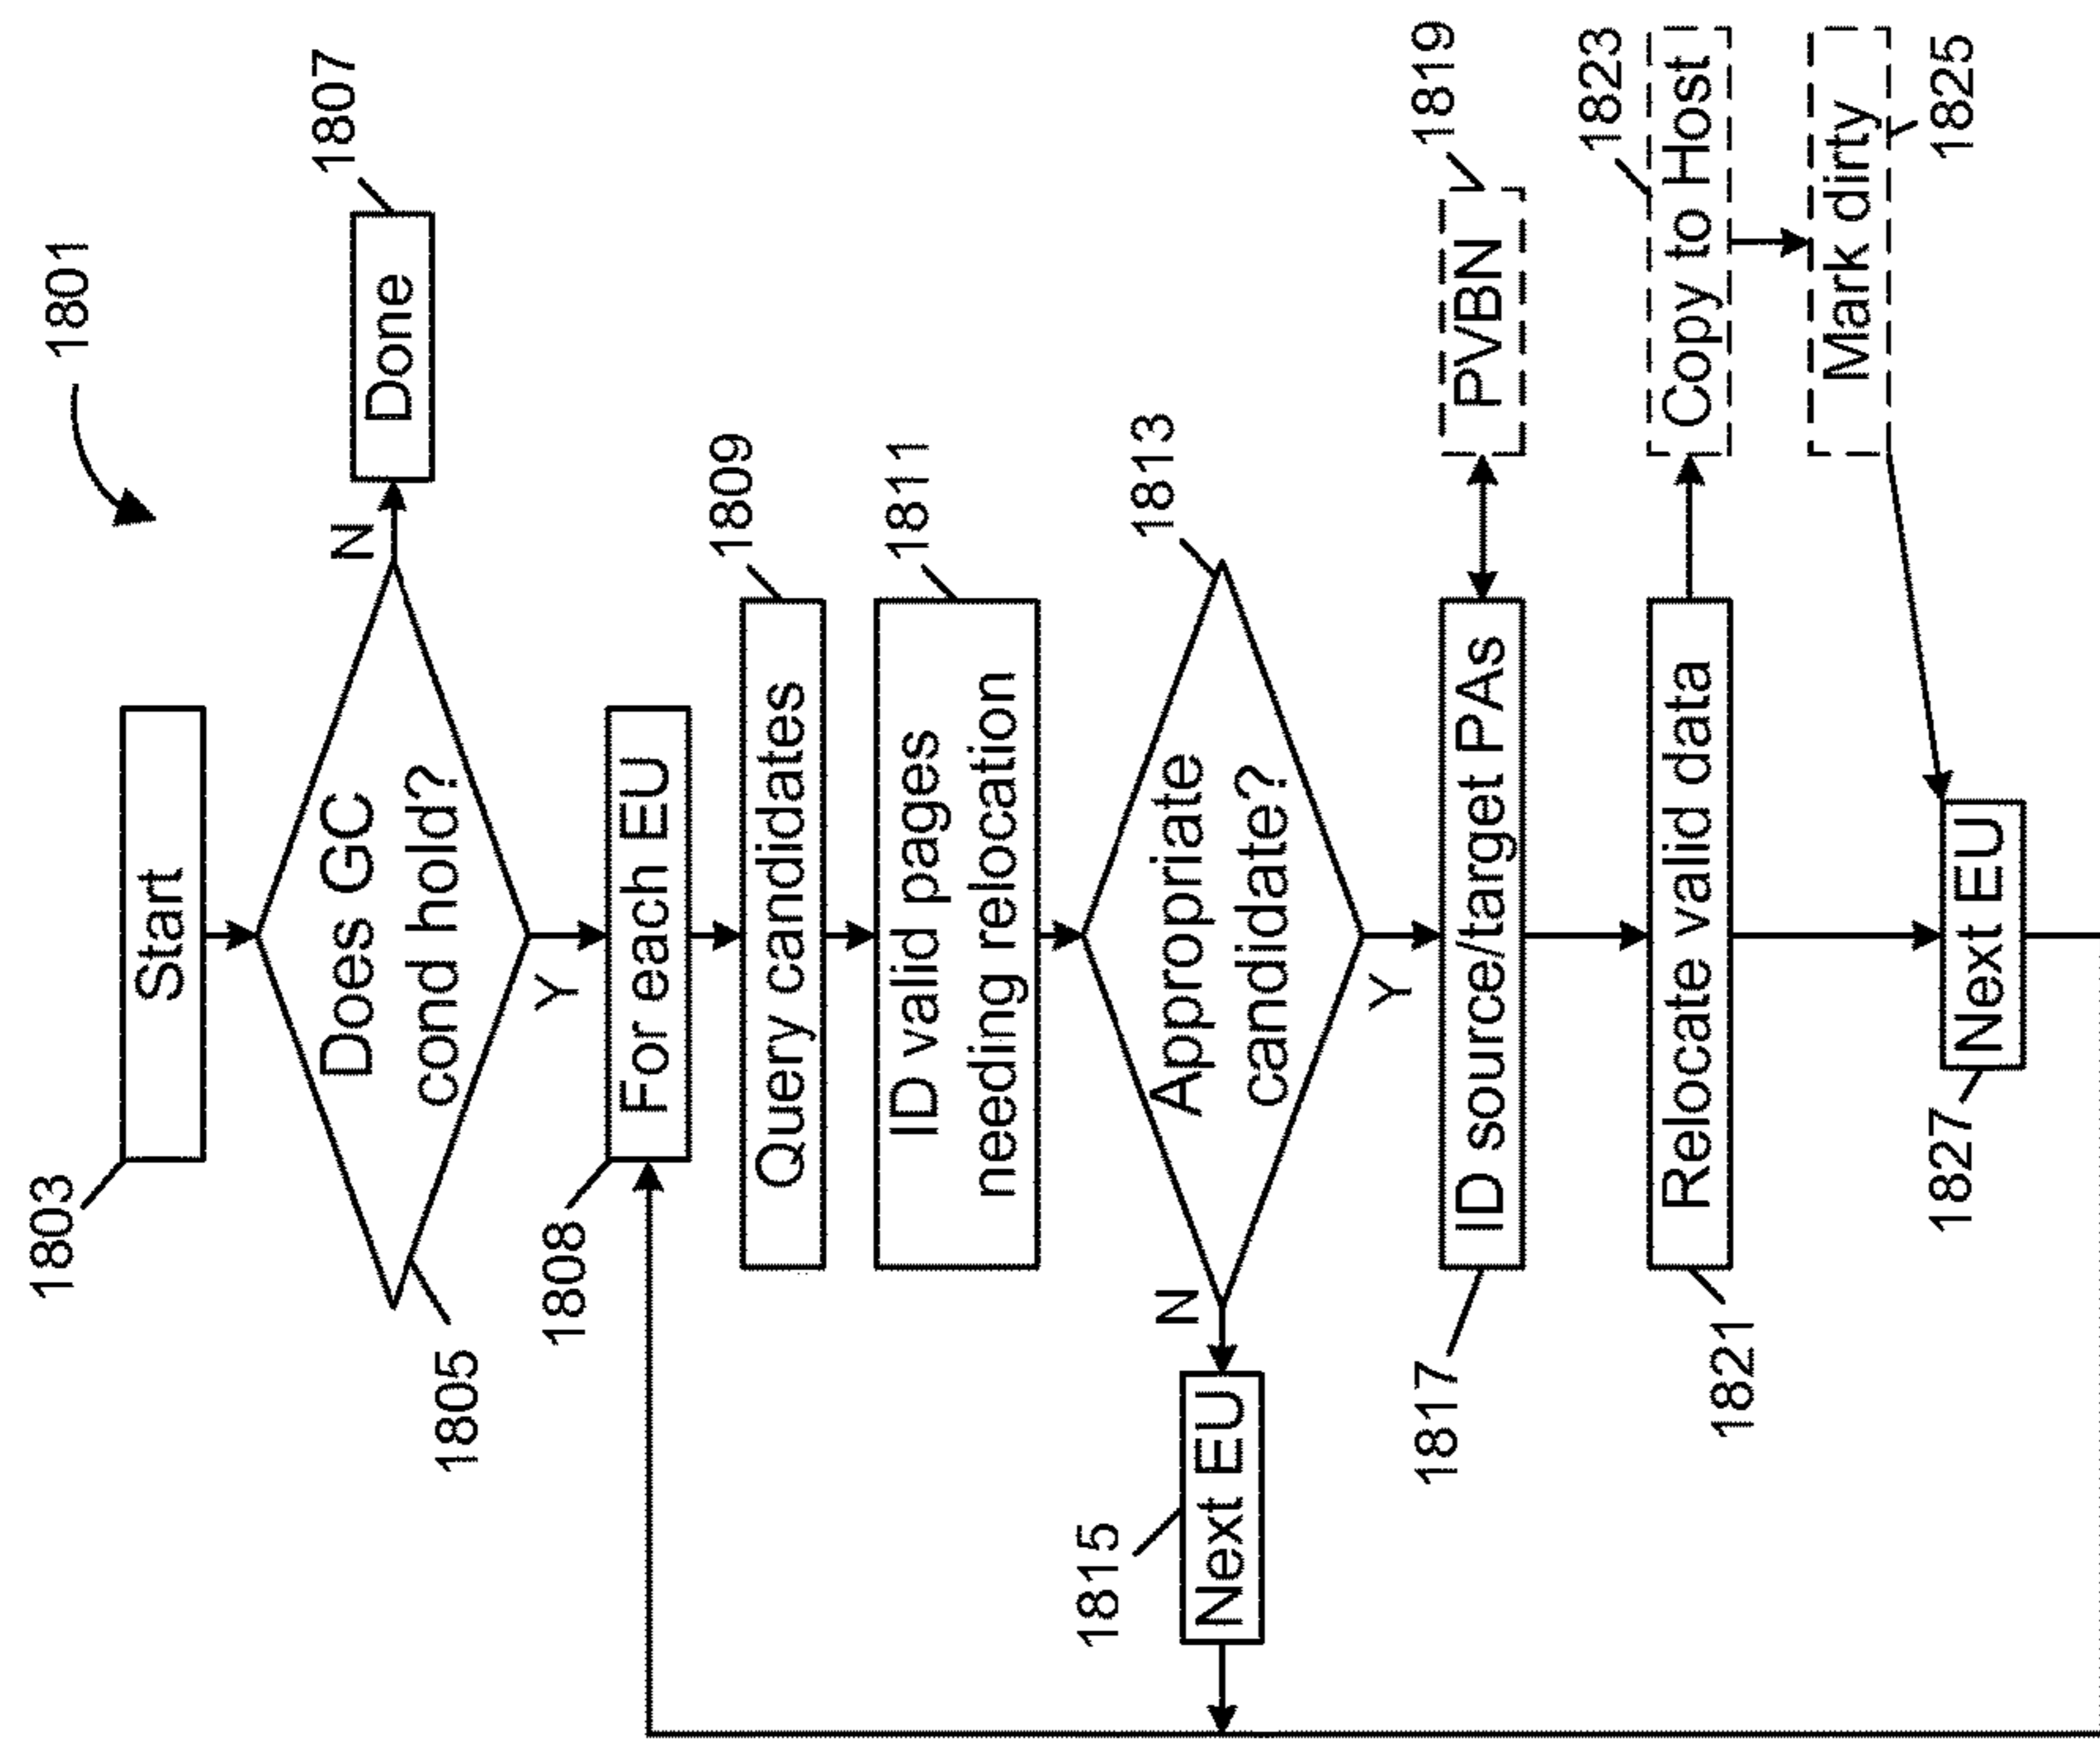 1801
1803
Start
1805
Does GC
cond hold?
N
Done
1807
Y
1808
For each EU
Query candidates
1809
ID valid pages
needing relocation
1811
Appropriate
candidate?
1813
N
1815
Next EU
Y
1817
ID source/target PAs
PVBN
1819
1821
Relocate valid data
Copy to Host
1823
Mark dirty
1825
1827
Next EU